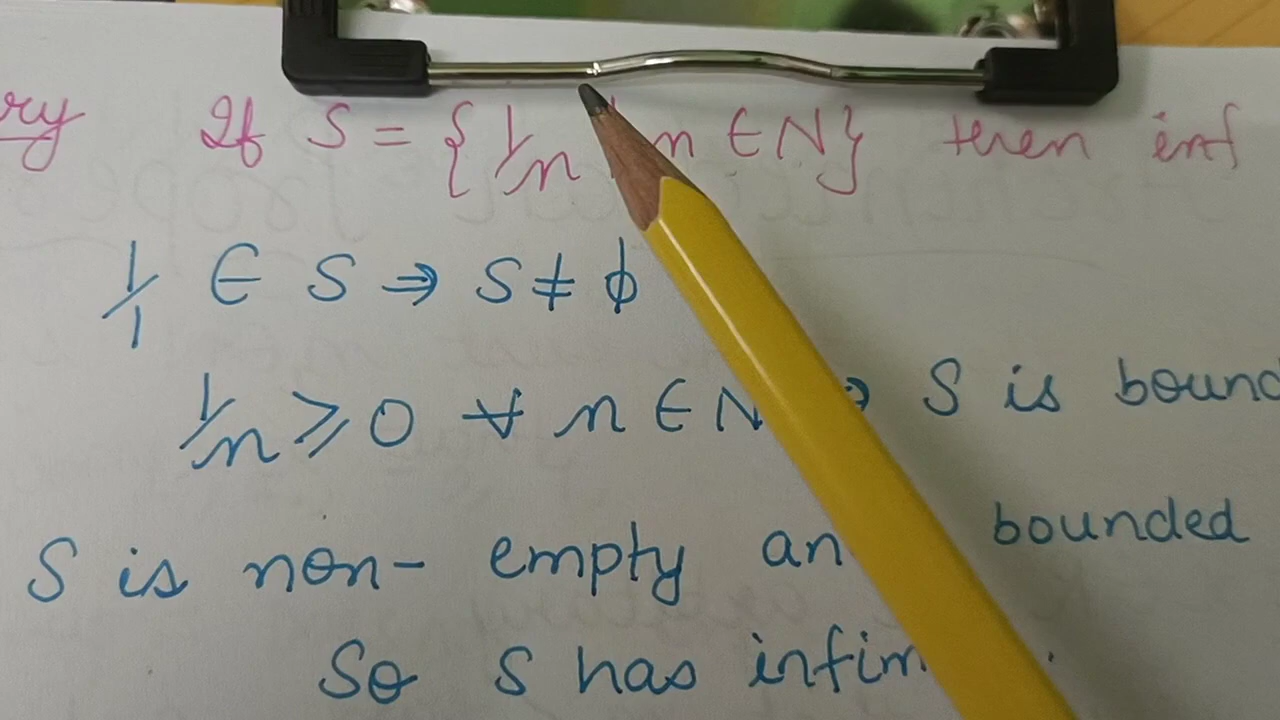 ry If S = {1/n | n ∈ N} then inf
1/1 ∈ S ⇒ S ≠ ϕ
1/n ≥ 0 ∀ n ∈ N ⇒ S is bound
S is non- empty an bounded
So S has infim